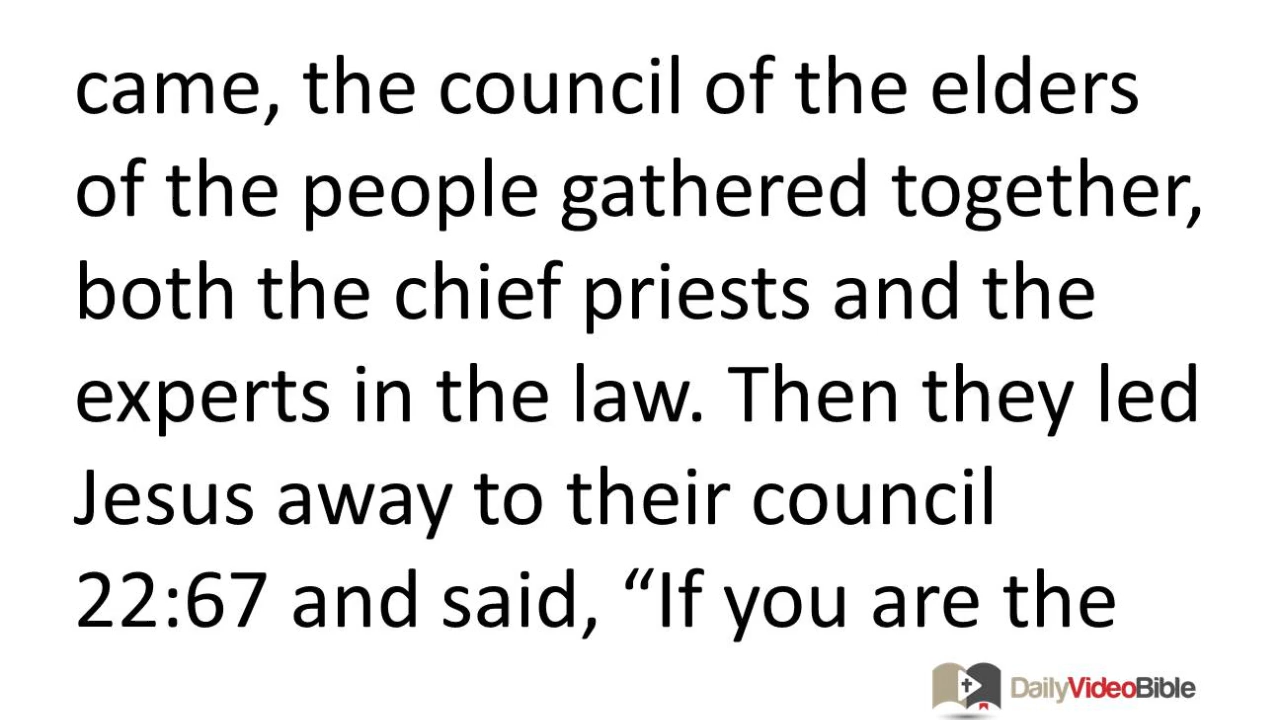 came, the council of the elders
of the people gathered together,
both the chief priests and the
experts in the law. Then they led
Jesus away to their council
22:67 and said, “If you are the
DailyVideoBible